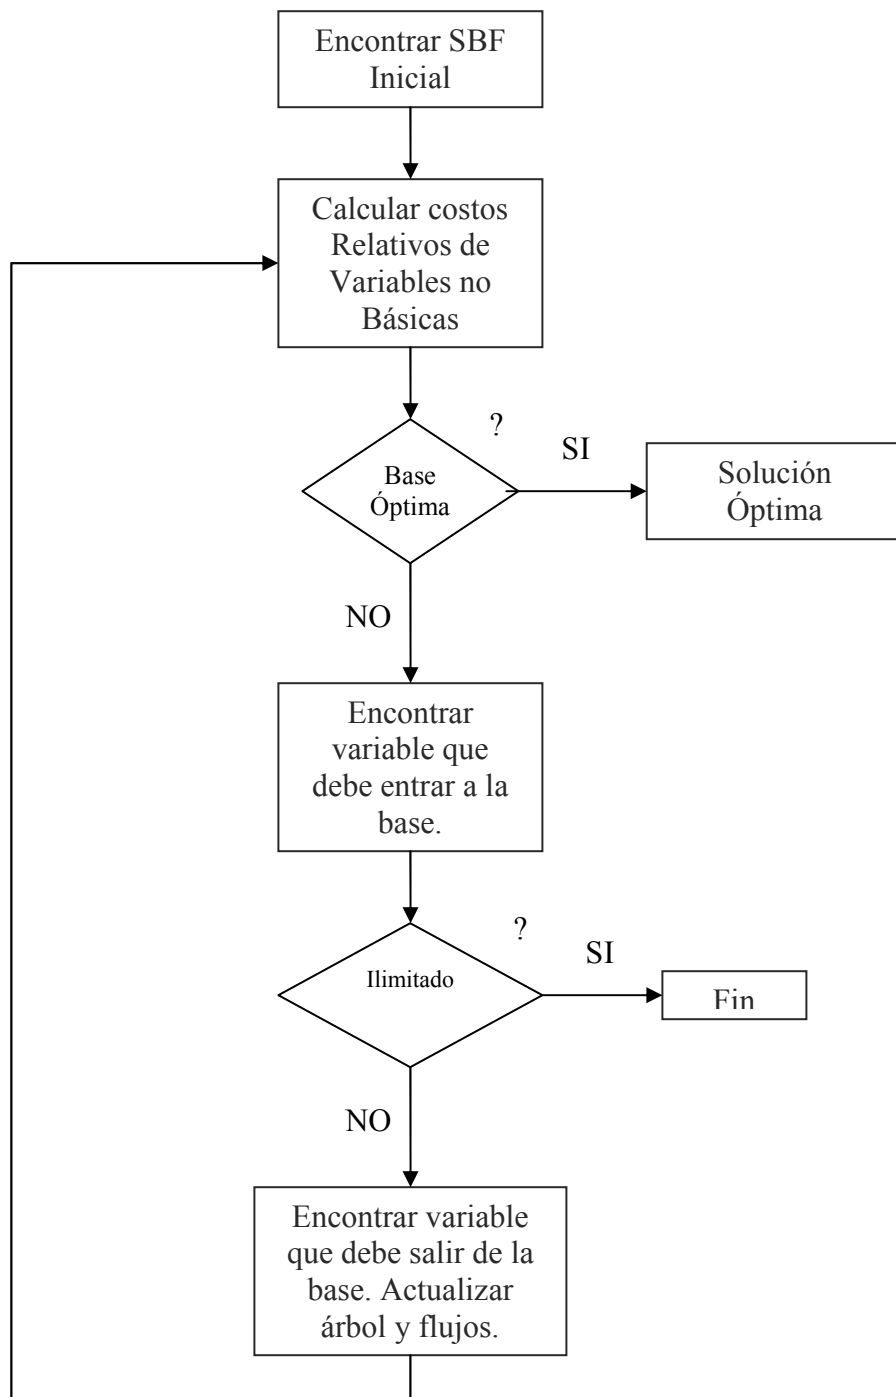 Encontrar SBF
Inicial
Calcular costos
Relativos de
Variables no
Básicas
?
SI
Base
Óptima
Solución
Óptima
NO
Encontrar
variable que
debe entrar a la
base.
?
SI
Ilimitado
Fin
NO
Encontrar variable
que debe salir de la
base. Actualizar
árbol y flujos.